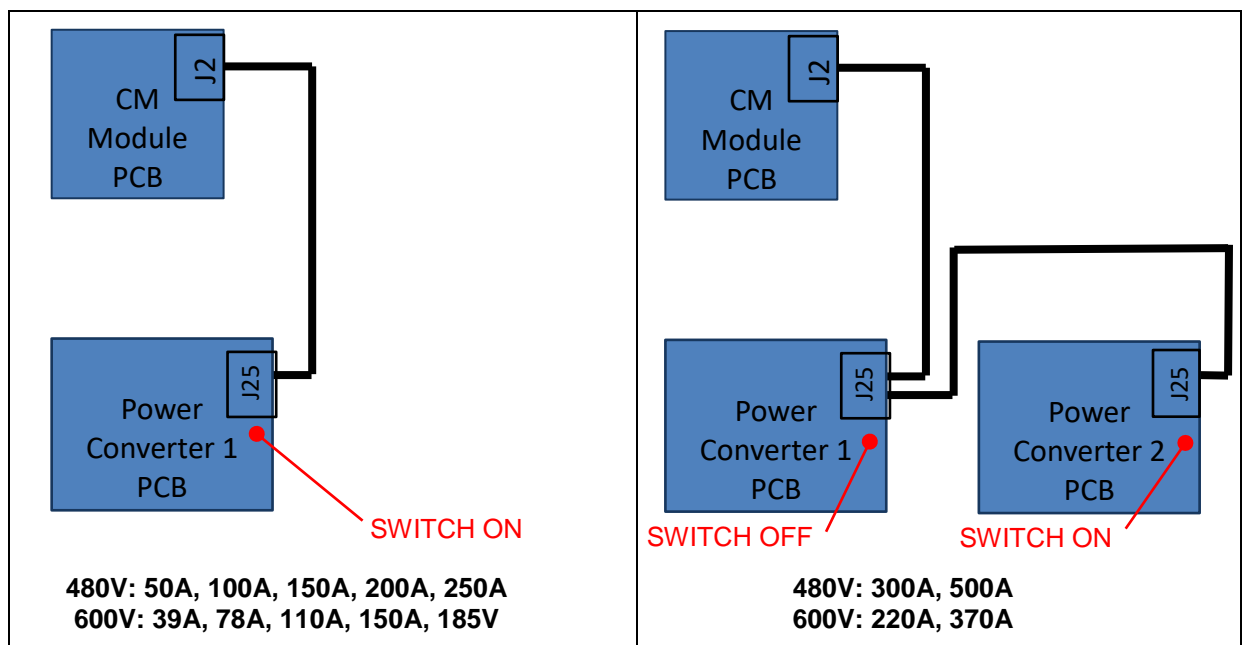 J2
CM
Module
PCB
J25
Power
Converter 1
PCB
SWITCH ON
480V: 50A, 100A, 150A, 200A, 250A
600V: 39A, 78A, 110A, 150A, 185V
J2
CM
Module
PCB
J25
Power
Converter 1
PCB
SWITCH OFF
J25
Power
Converter 2
PCB
SWITCH ON
480V: 300A, 500A
600V: 220A, 370A